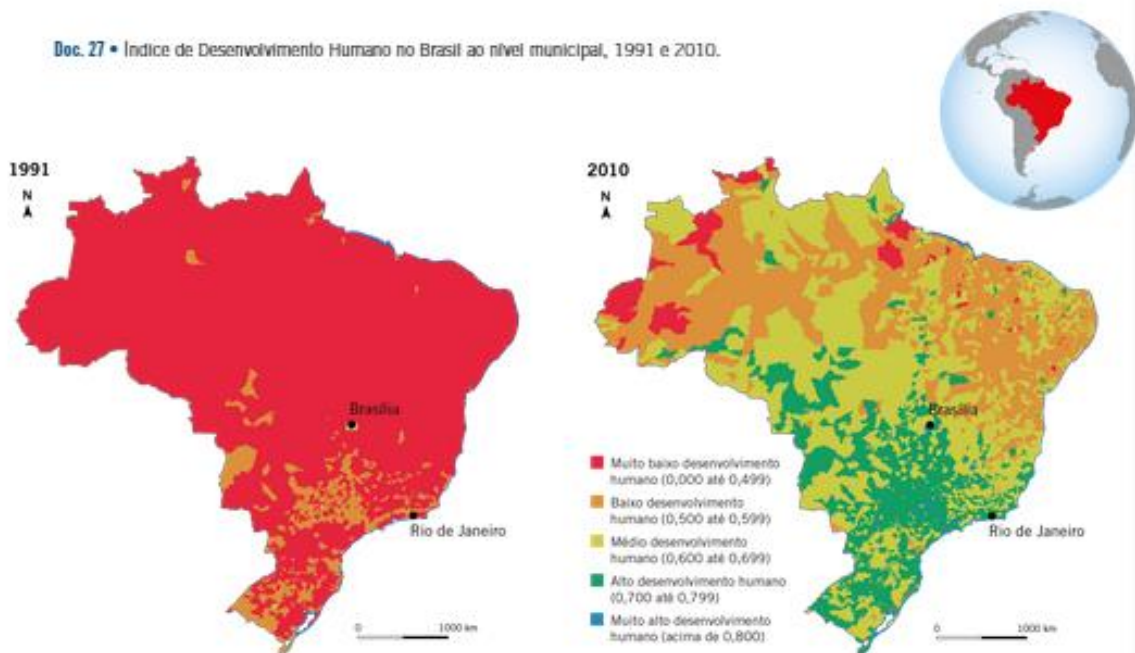 Doc. 27 • Índice de Desenvolvimento Humano no Brasil ao nível municipal, 1991 e 2010.
1991
N
Brasília
Rio de Janeiro
0 1000 km
2010
N
Brasália
Rio de Janeiro
Muito baixo desenvolvimento
humano (0,000 até 0,499)
Baixo desenvolvimento
humano (0,500 até 0,599)
Médio desenvolvimento
humano (0,600 até 0,699)
Alto desenvolvimento humano
(0,700 até 0,799)
Muito alto desenvolvimento
humano (acima de 0,800)
0 1000 km